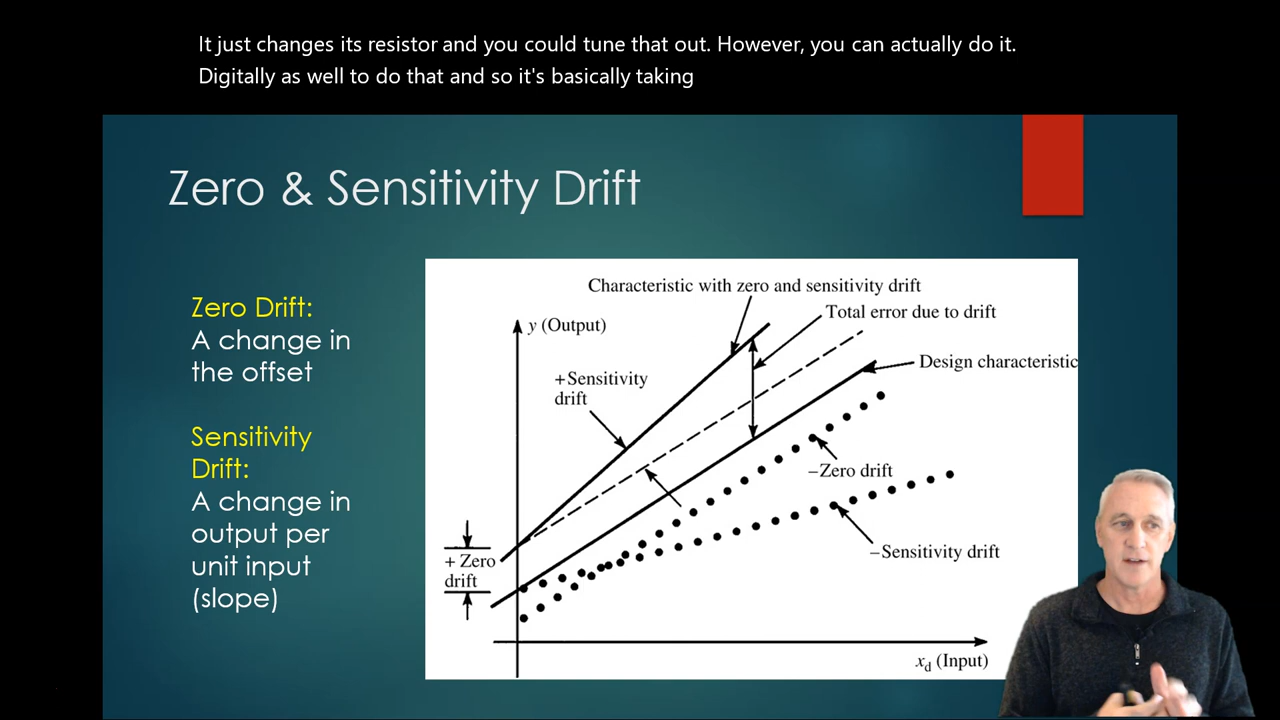 It just changes its resistor and you could tune that out. However, you can actually do it.
Digitally as well to do that and so it's basically taking
Zero & Sensitivity Drift
Zero Drift:
A change in
the offset
Sensitivity
Drift:
A change in
output per
unit input
(slope)
Characteristic with zero and sensitivity drift
Total error due to drift
y (Output)
Design characteristic
+Sensitivity
drift
−Zero drift
−Sensitivity drift
+ Zero
drift
xd (Input)